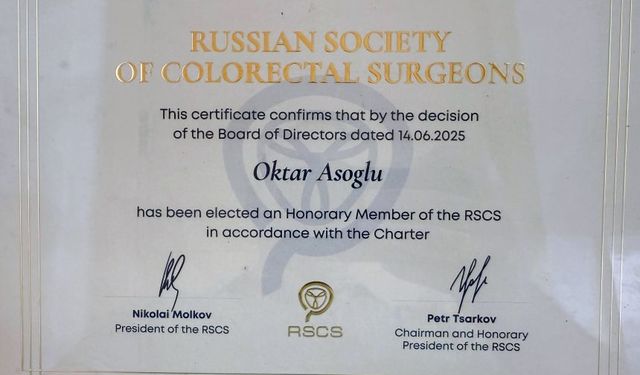 RUSSIAN SOCIETY
OF COLORECTAL SURGEONS
This certificate confirms that by the decision
of the Board of Directors dated 14.06.2025
Oktar Asoglu
has been elected an Honorary Member of the RSCS
in accordance with the Charter
Nikolai Molkov
President of the RSCS
RSCS
Petr Tsarkov
Chairman and Honorary
President of the RSCS